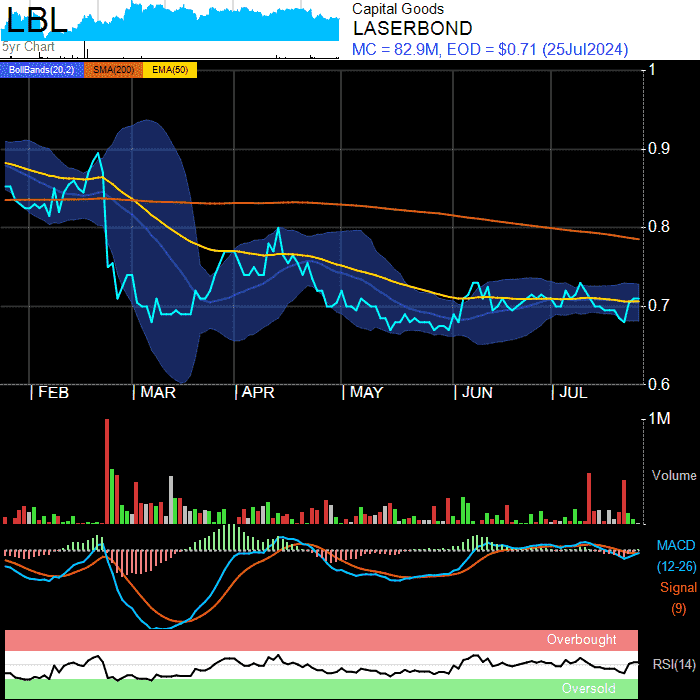 LBL
5yr Chart
Capital Goods
LASERBOND
MC = 82.9M, EOD = $0.71 (25Jul2024)
BollBands(20,2) SMA(200) EMA(50)
1
0.9
0.8
0.7
0.6
| FEB | MAR | APR | MAY | JUN | JUL
1M
Volume
0M
MACD
(12-26)
Signal
(9)
Overbought
RSI(14)
Oversold